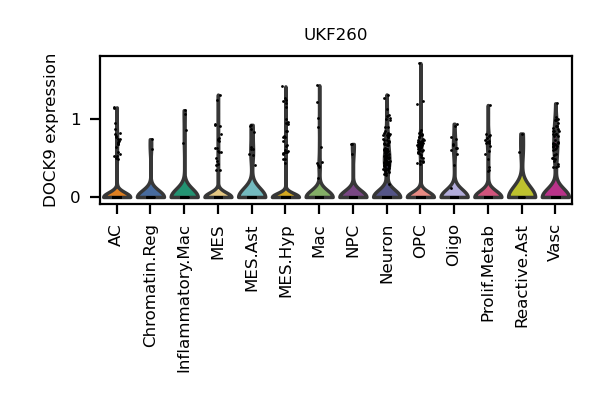 UKF260
DOCK9 expression
1
0
AC
Chromatin.Reg
Inflammatory.Mac
MES
MES.Ast
MES.Hyp
Mac
NPC
Neuron
OPC
Oligo
Prolif.Metab
Reactive.Ast
Vasc